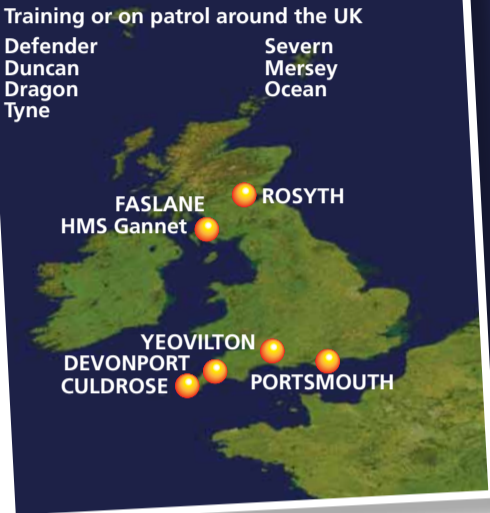 Training or on patrol around the UK
Defender
Duncan
Dragon
Tyne
Severn
Mersey
Ocean
ROSYTH
FASLANE
HMS Gannet
YEOVILTON
DEVONPORT
CULDROSE
PORTSMOUTH